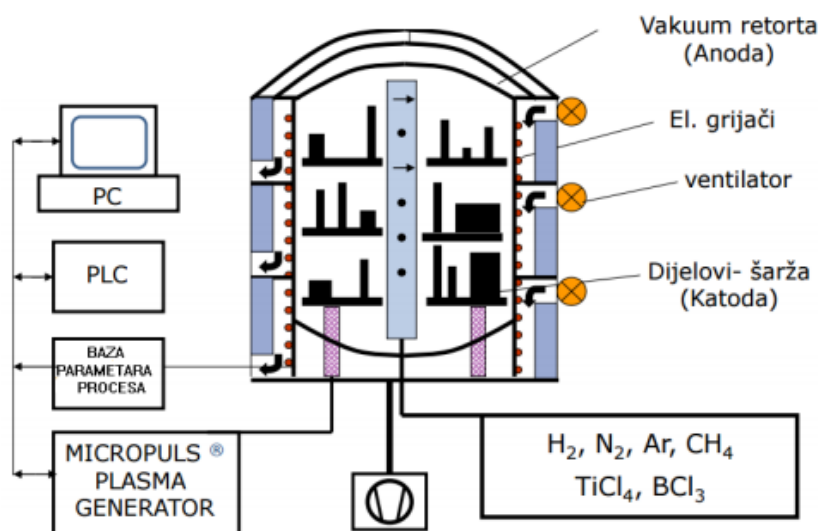 Vakuum retorta
(Anoda)
El. grijači
ventilator
Dijelovi- šarža
(Katoda)
PC
PLC
BAZA
PARAMETARA
PROCESA
MICROPULS ®
PLASMA
GENERATOR
H₂, N₂, Ar, CH₄
TiCl₄, BCl₃